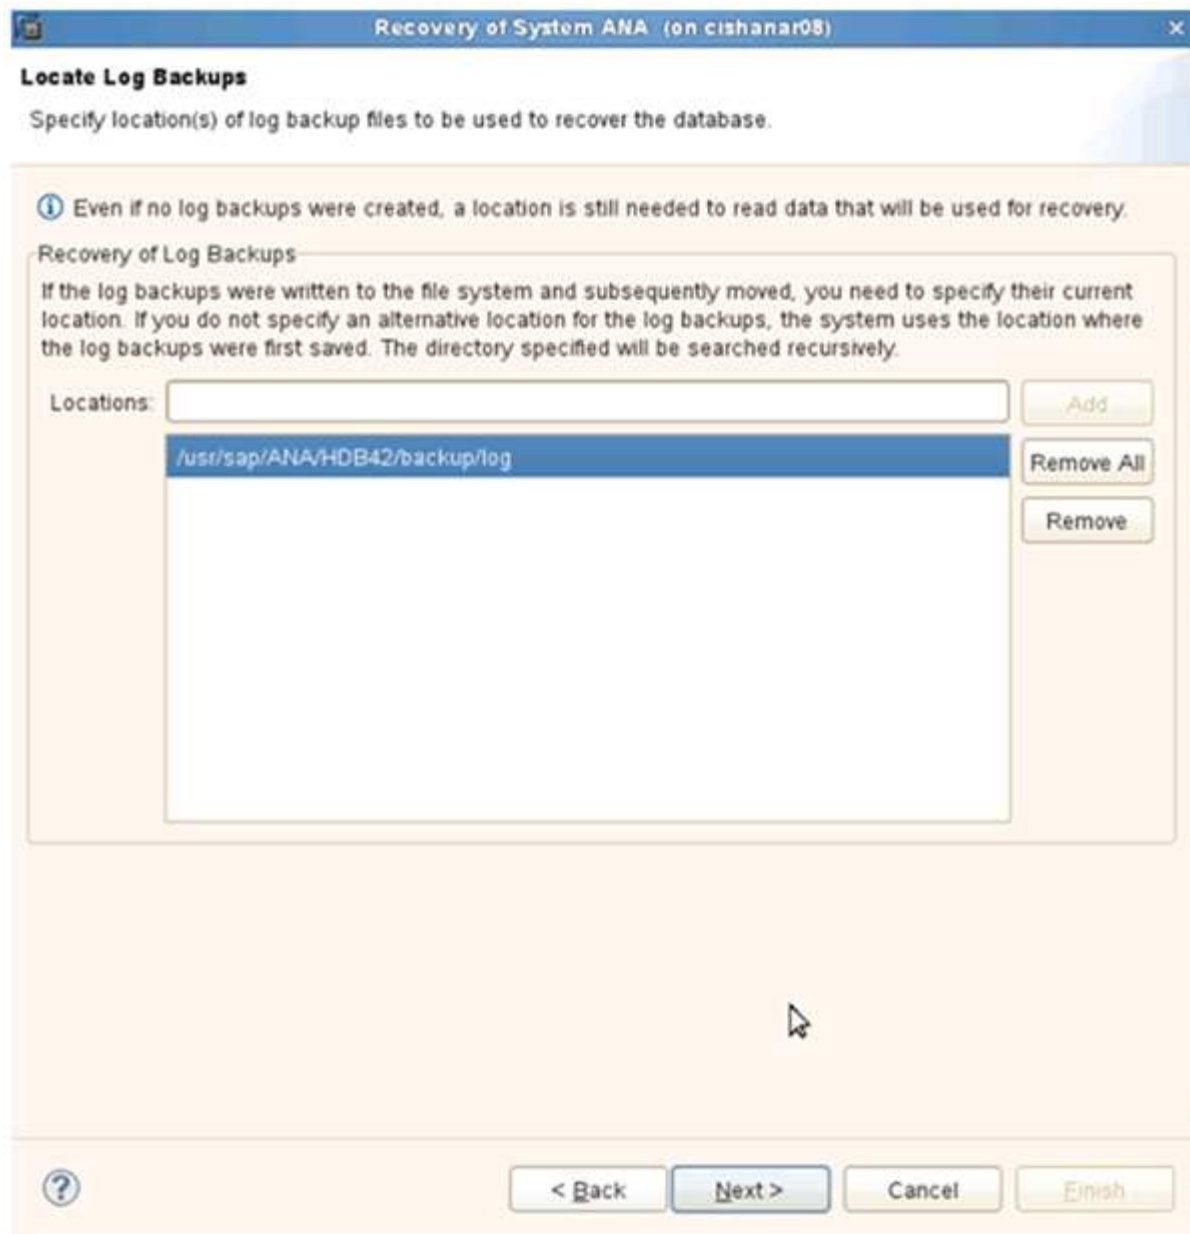 Recovery of System ANA (on cishanar08)
Locate Log Backups
Specify location(s) of log backup files to be used to recover the database.
Even if no log backups were created, a location is still needed to read data that will be used for recovery.
Recovery of Log Backups
If the log backups were written to the file system and subsequently moved, you need to specify their current
location. If you do not specify an alternative location for the log backups, the system uses the location where
the log backups were first saved. The directory specified will be searched recursively.
Locations: Add
/usr/sap/ANA/HDB42/backup/log
Remove All
Remove
? < Back Next > Cancel Finish